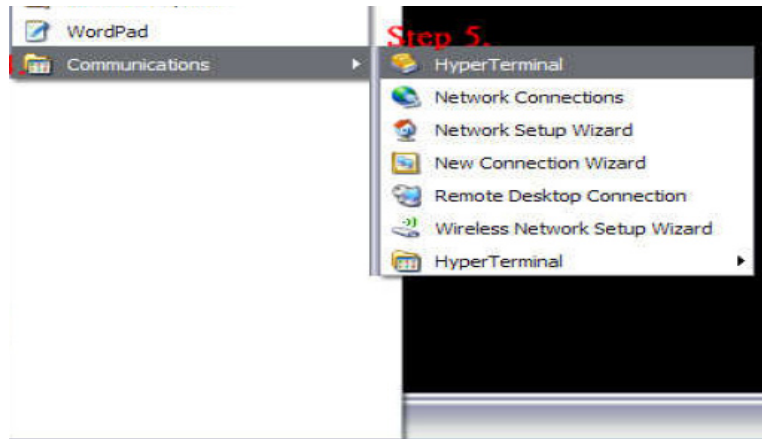 WordPad
Step 5.
Communications
HyperTerminal
Network Connections
Network Setup Wizard
New Connection Wizard
Remote Desktop Connection
Wireless Network Setup Wizard
HyperTerminal